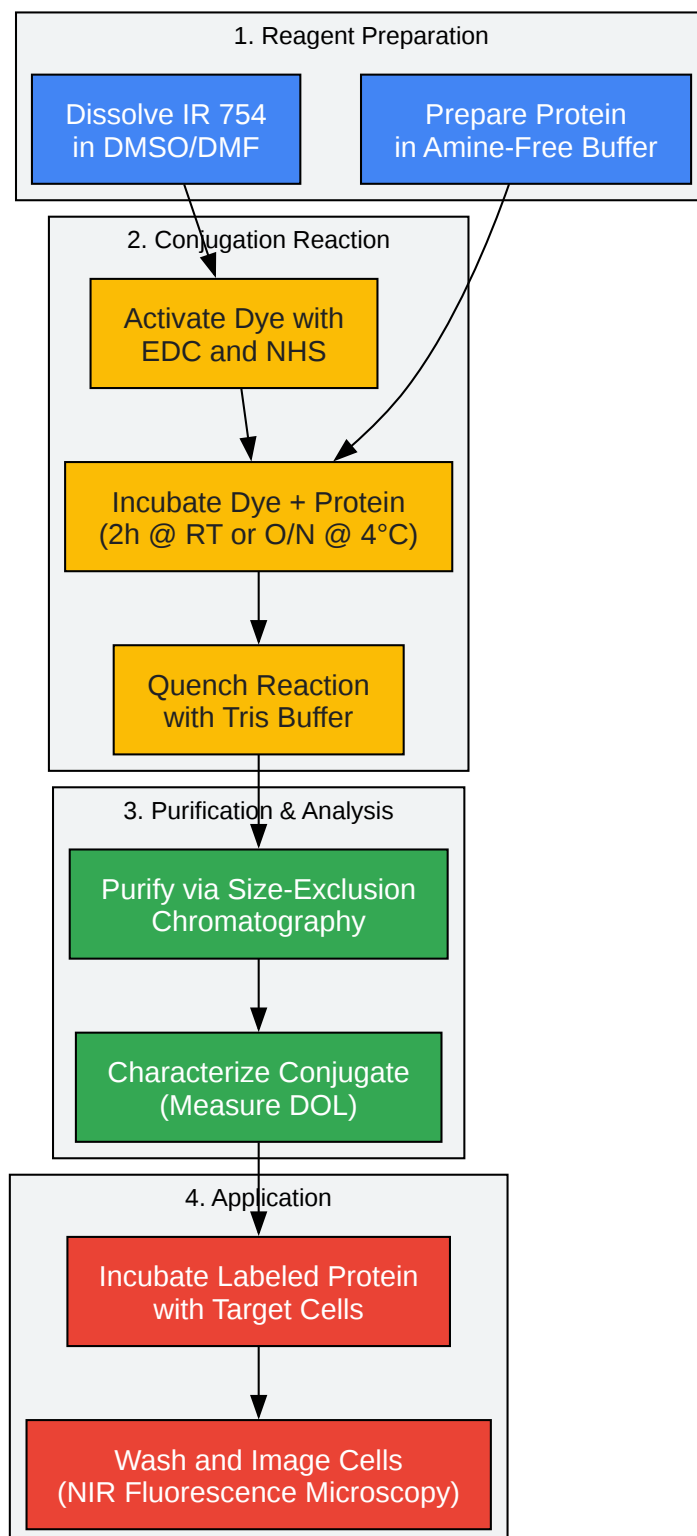 1. Reagent Preparation
Dissolve IR 754
in DMSO/DMF
Prepare Protein
in Amine-Free Buffer
2. Conjugation Reaction
Activate Dye with
EDC and NHS
Incubate Dye + Protein
(2h @ RT or O/N @ 4°C)
Quench Reaction
with Tris Buffer
3. Purification & Analysis
Purify via Size-Exclusion
Chromatography
Characterize Conjugate
(Measure DOL)
4. Application
Incubate Labeled Protein
with Target Cells
Wash and Image Cells
(NIR Fluorescence Microscopy)